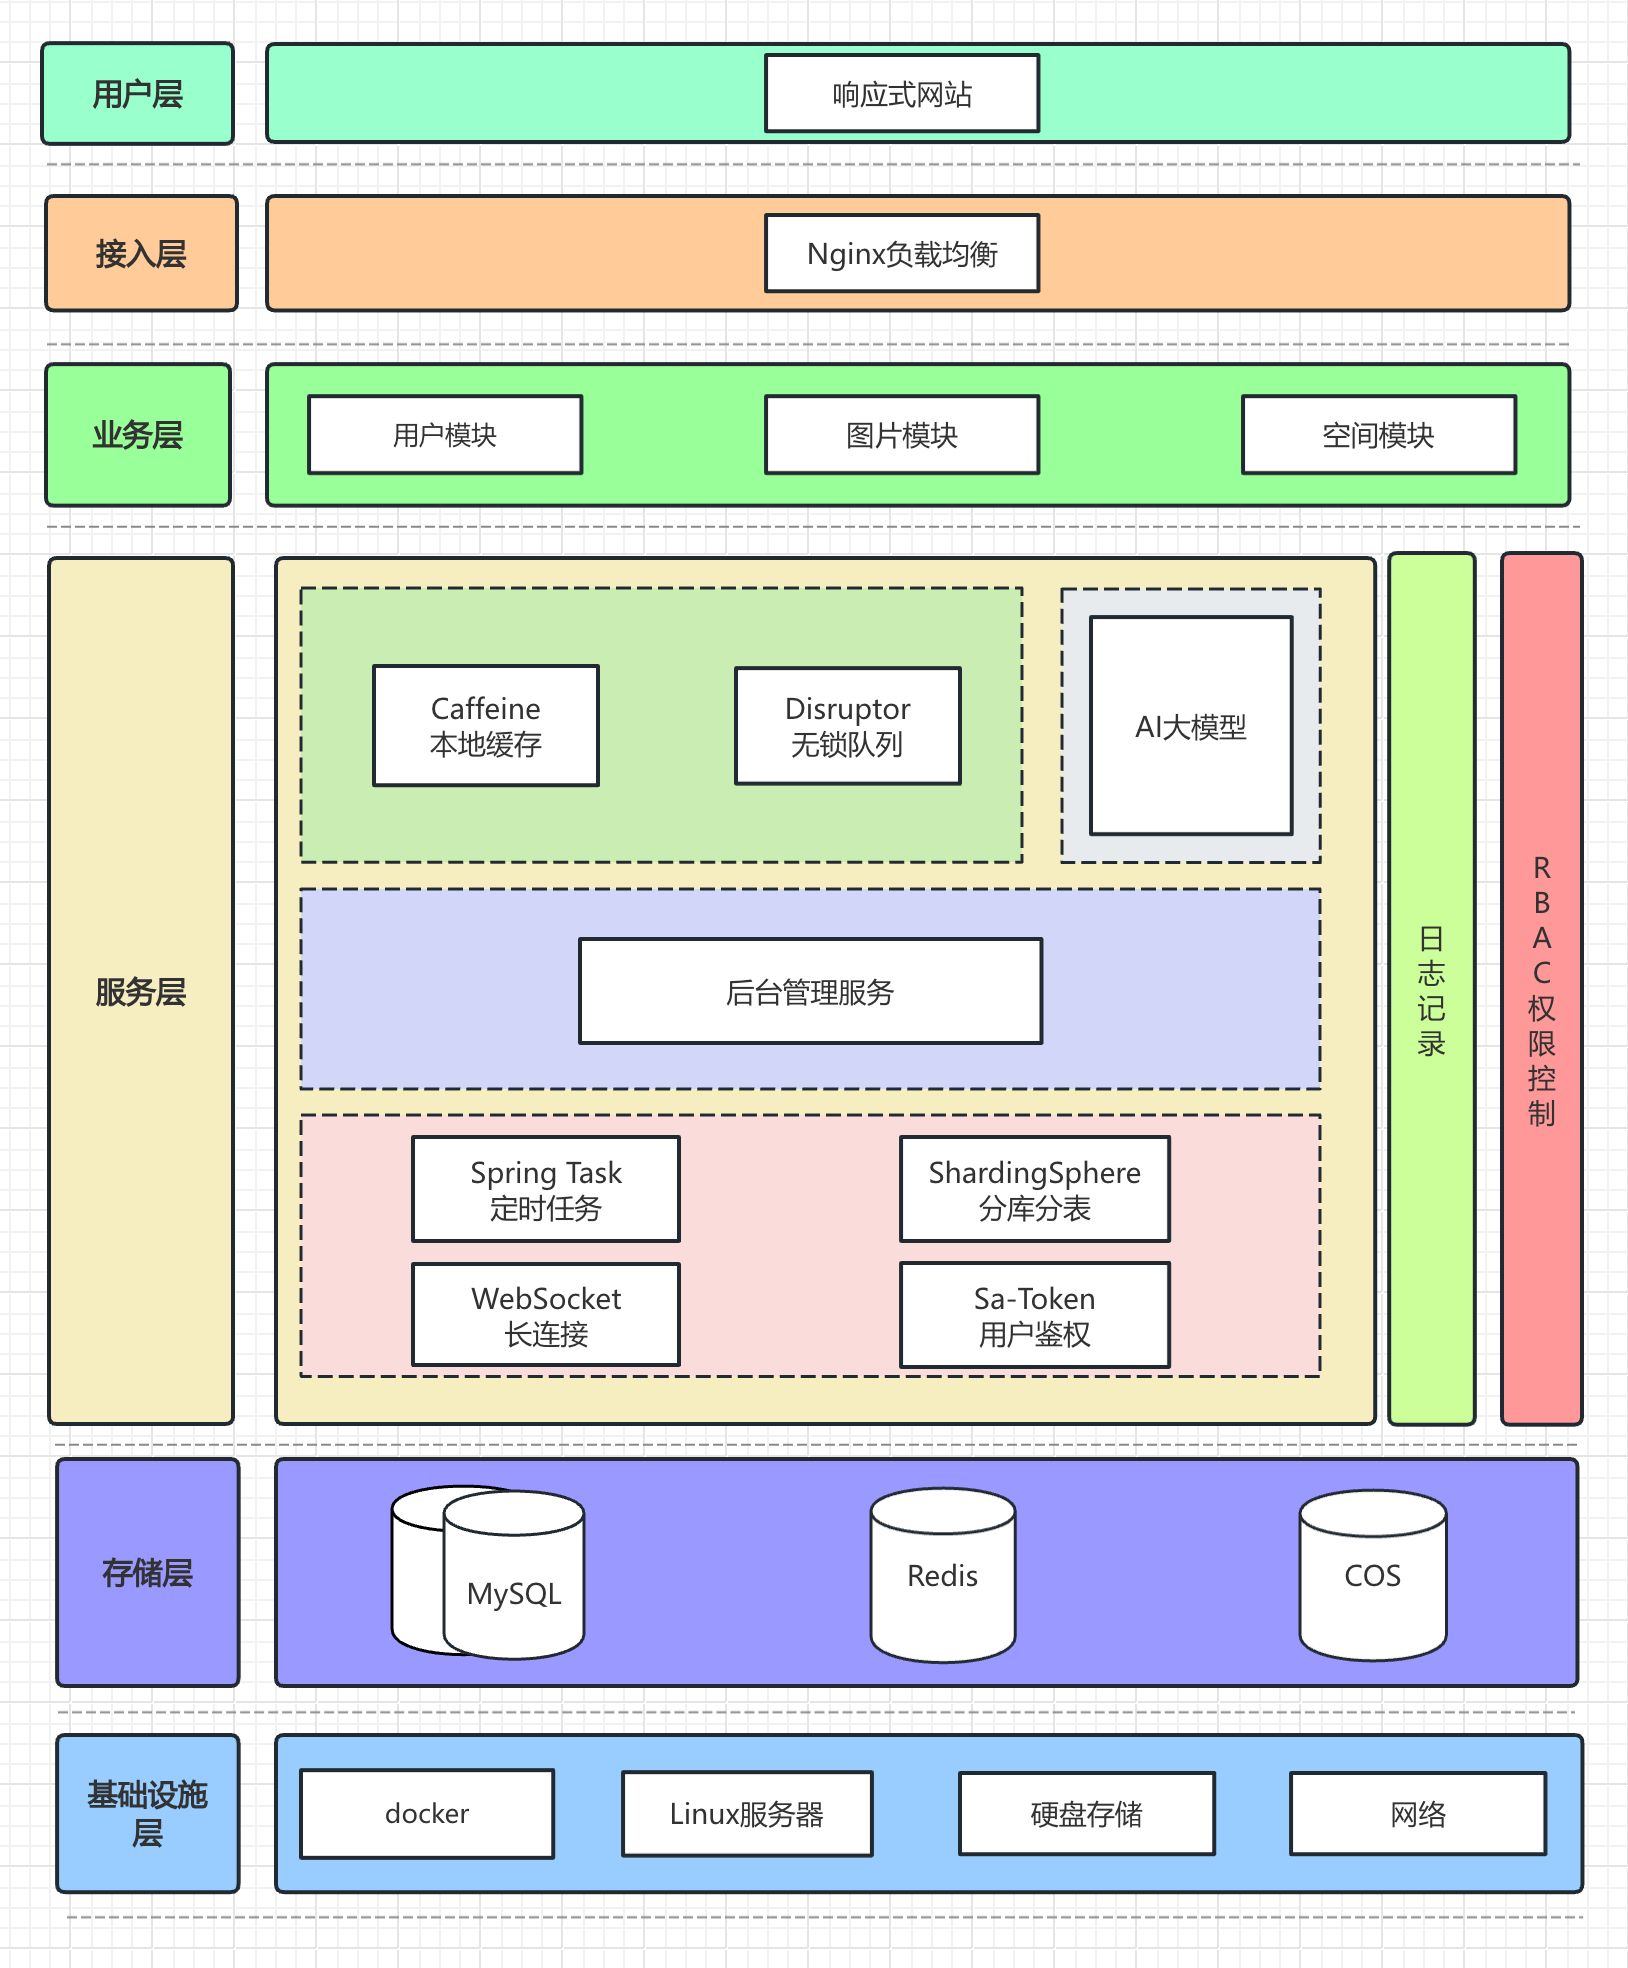 用户层
响应式网站
接入层
Nginx负载均衡
业务层
用户模块
图片模块
空间模块
服务层
Caffeine
本地缓存
Disruptor
无锁队列
AI大模型
后台管理服务
Spring Task
定时任务
ShardingSphere
分库分表
WebSocket
长连接
Sa-Token
用户鉴权
日志记录
RBAC权限控制
存储层
MySQL
Redis
COS
基础设施
层
docker
Linux服务器
硬盘存储
网络